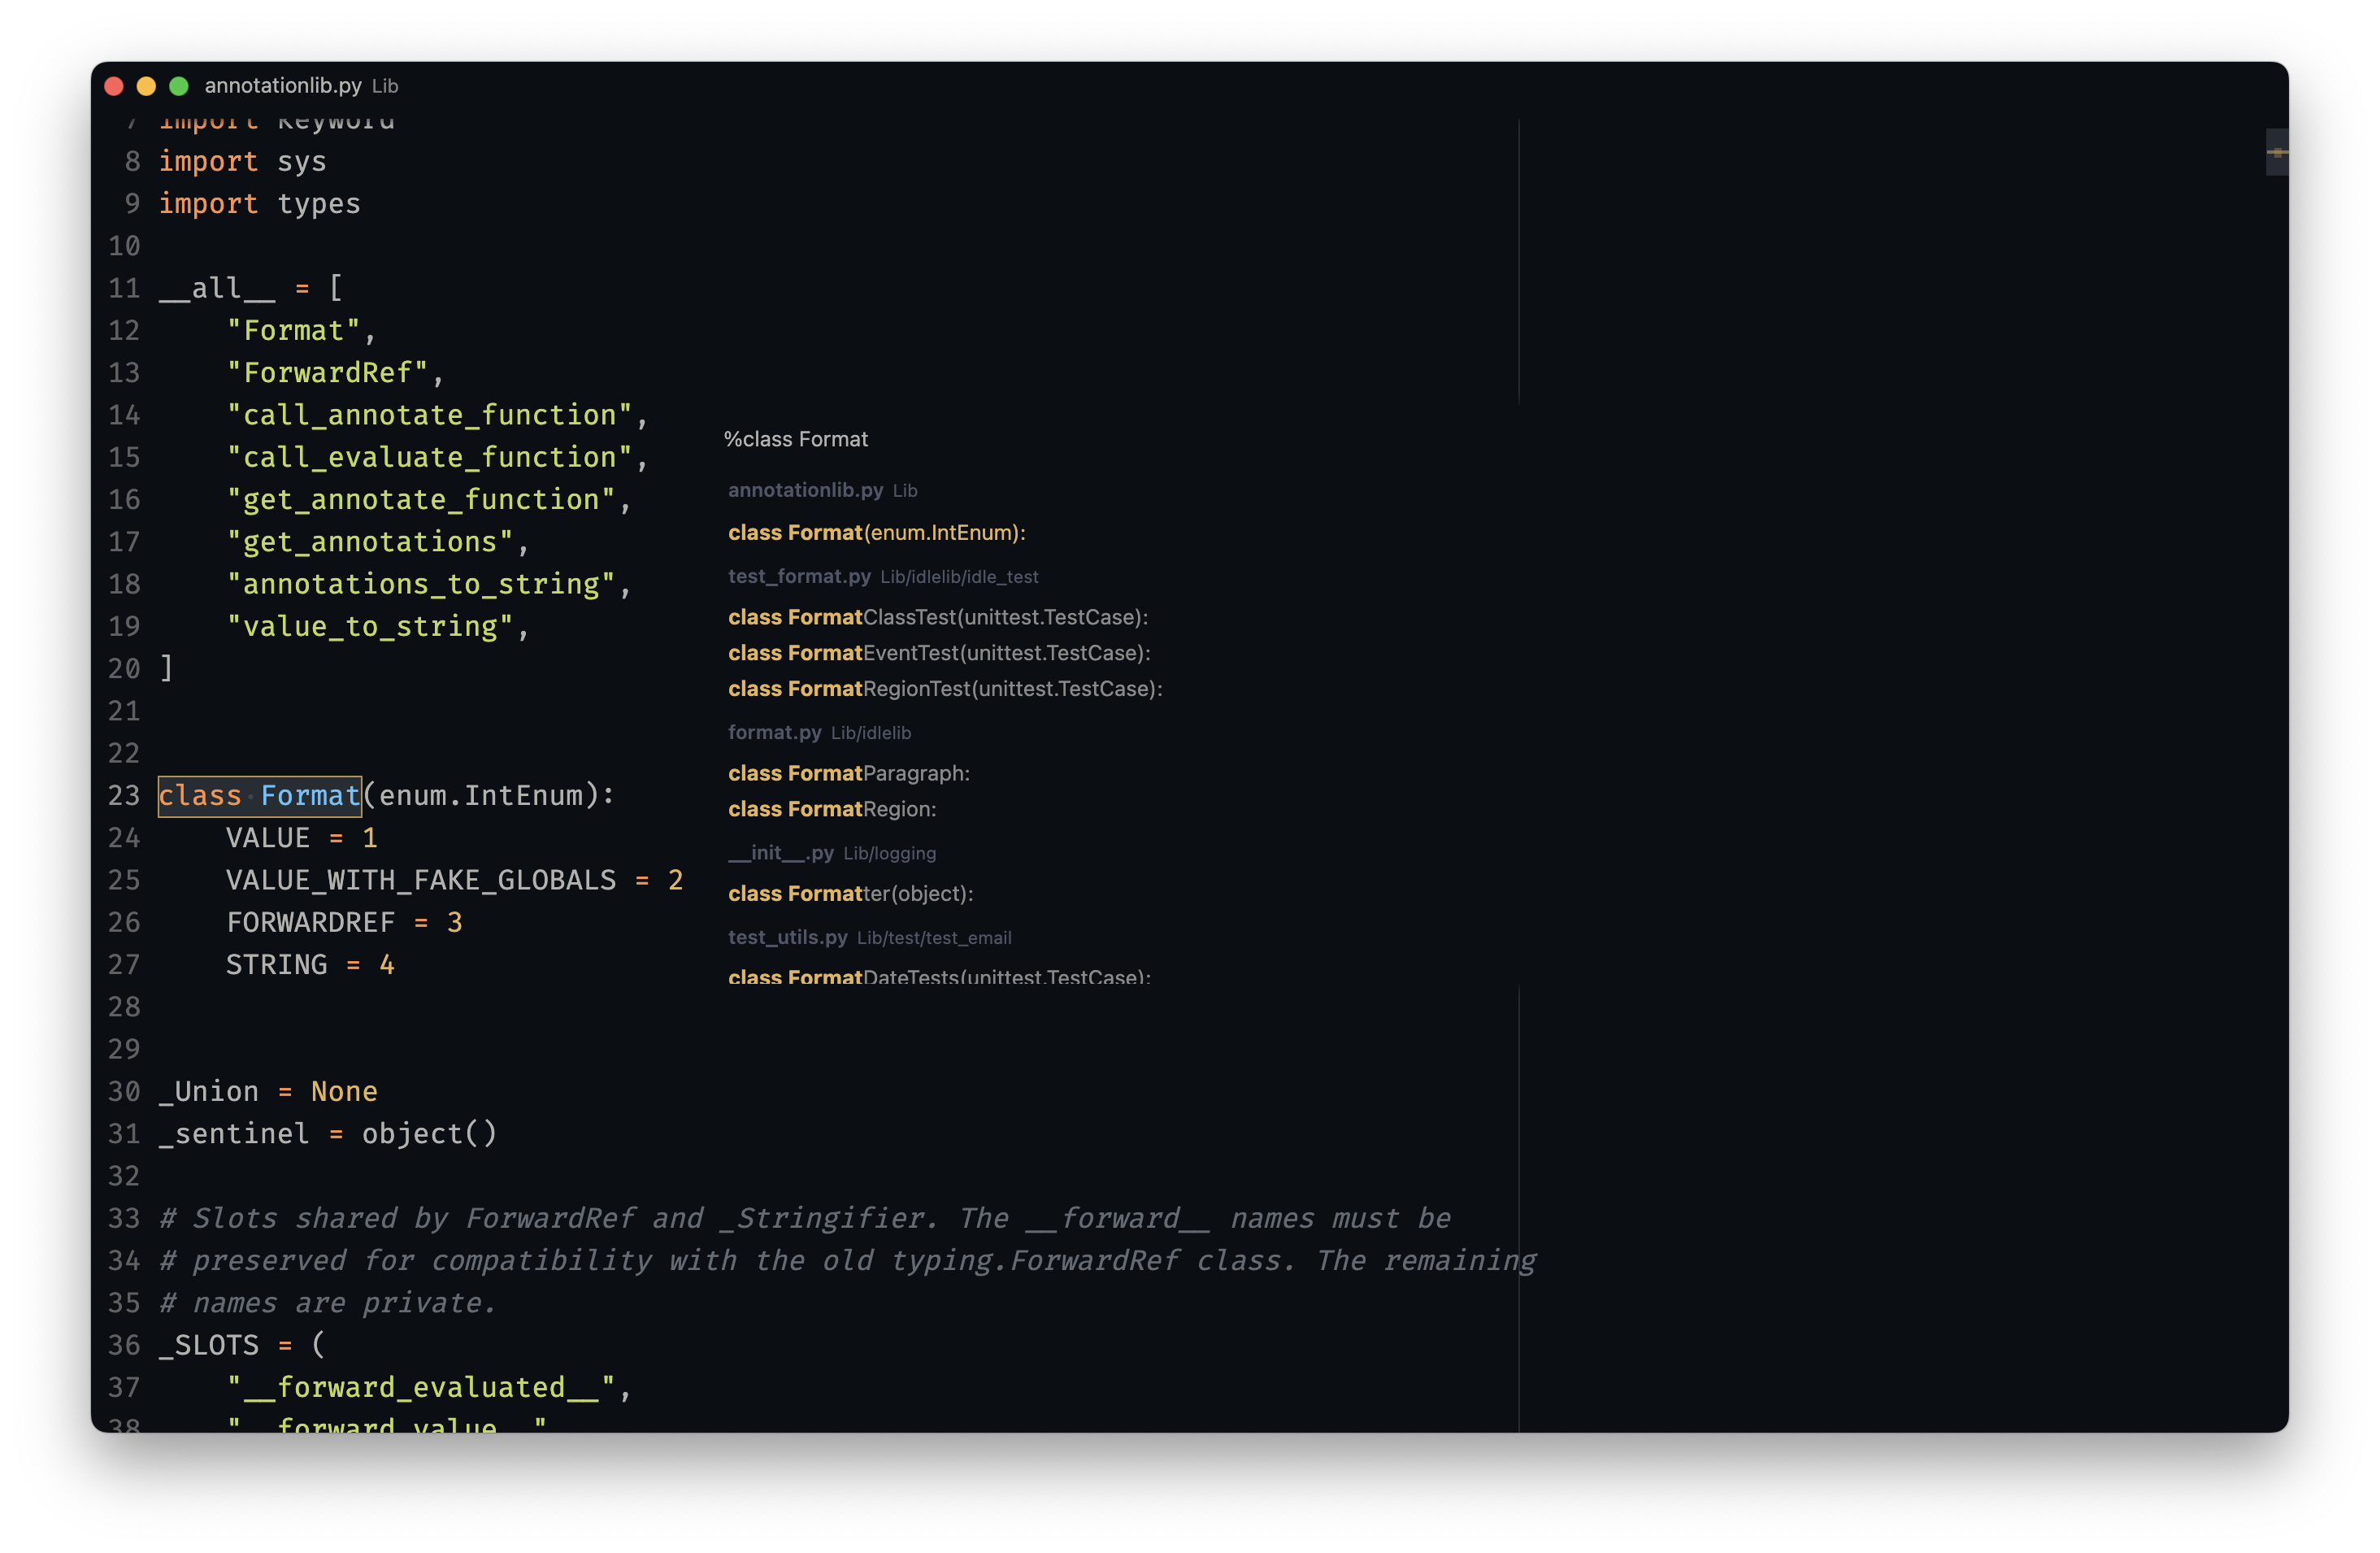 annotationlib.py Lib
7 import keyword
8 import sys
9 import types
10
11 __all__ = [
12     "Format",
13     "ForwardRef",
14     "call_annotate_function",
15     "call_evaluate_function",
16     "get_annotate_function",
17     "get_annotations",
18     "annotations_to_string",
19     "value_to_string",
20 ]
21
22
23 class Format(enum.IntEnum):
24     VALUE = 1
25     VALUE_WITH_FAKE_GLOBALS = 2
26     FORWARDREF = 3
27     STRING = 4
28
29
30 _Union = None
31 _sentinel = object()
32
33 # Slots shared by ForwardRef and _Stringifier. The __forward__ names must be
34 # preserved for compatibility with the old typing.ForwardRef class. The remaining
35 # names are private.
36 _SLOTS = (
37     "__forward_evaluated__",
38     "__forward_value__"
%class Format
annotationlib.py Lib
class Format(enum.IntEnum):
test_format.py Lib/idlelib/idle_test
class FormatClassTest(unittest.TestCase):
class FormatEventTest(unittest.TestCase):
class FormatRegionTest(unittest.TestCase):
format.py Lib/idlelib
class FormatParagraph:
class FormatRegion:
__init__.py Lib/logging
class Formatter(object):
test_utils.py Lib/test/test_email
class FormatDateTests(unittest.TestCase):